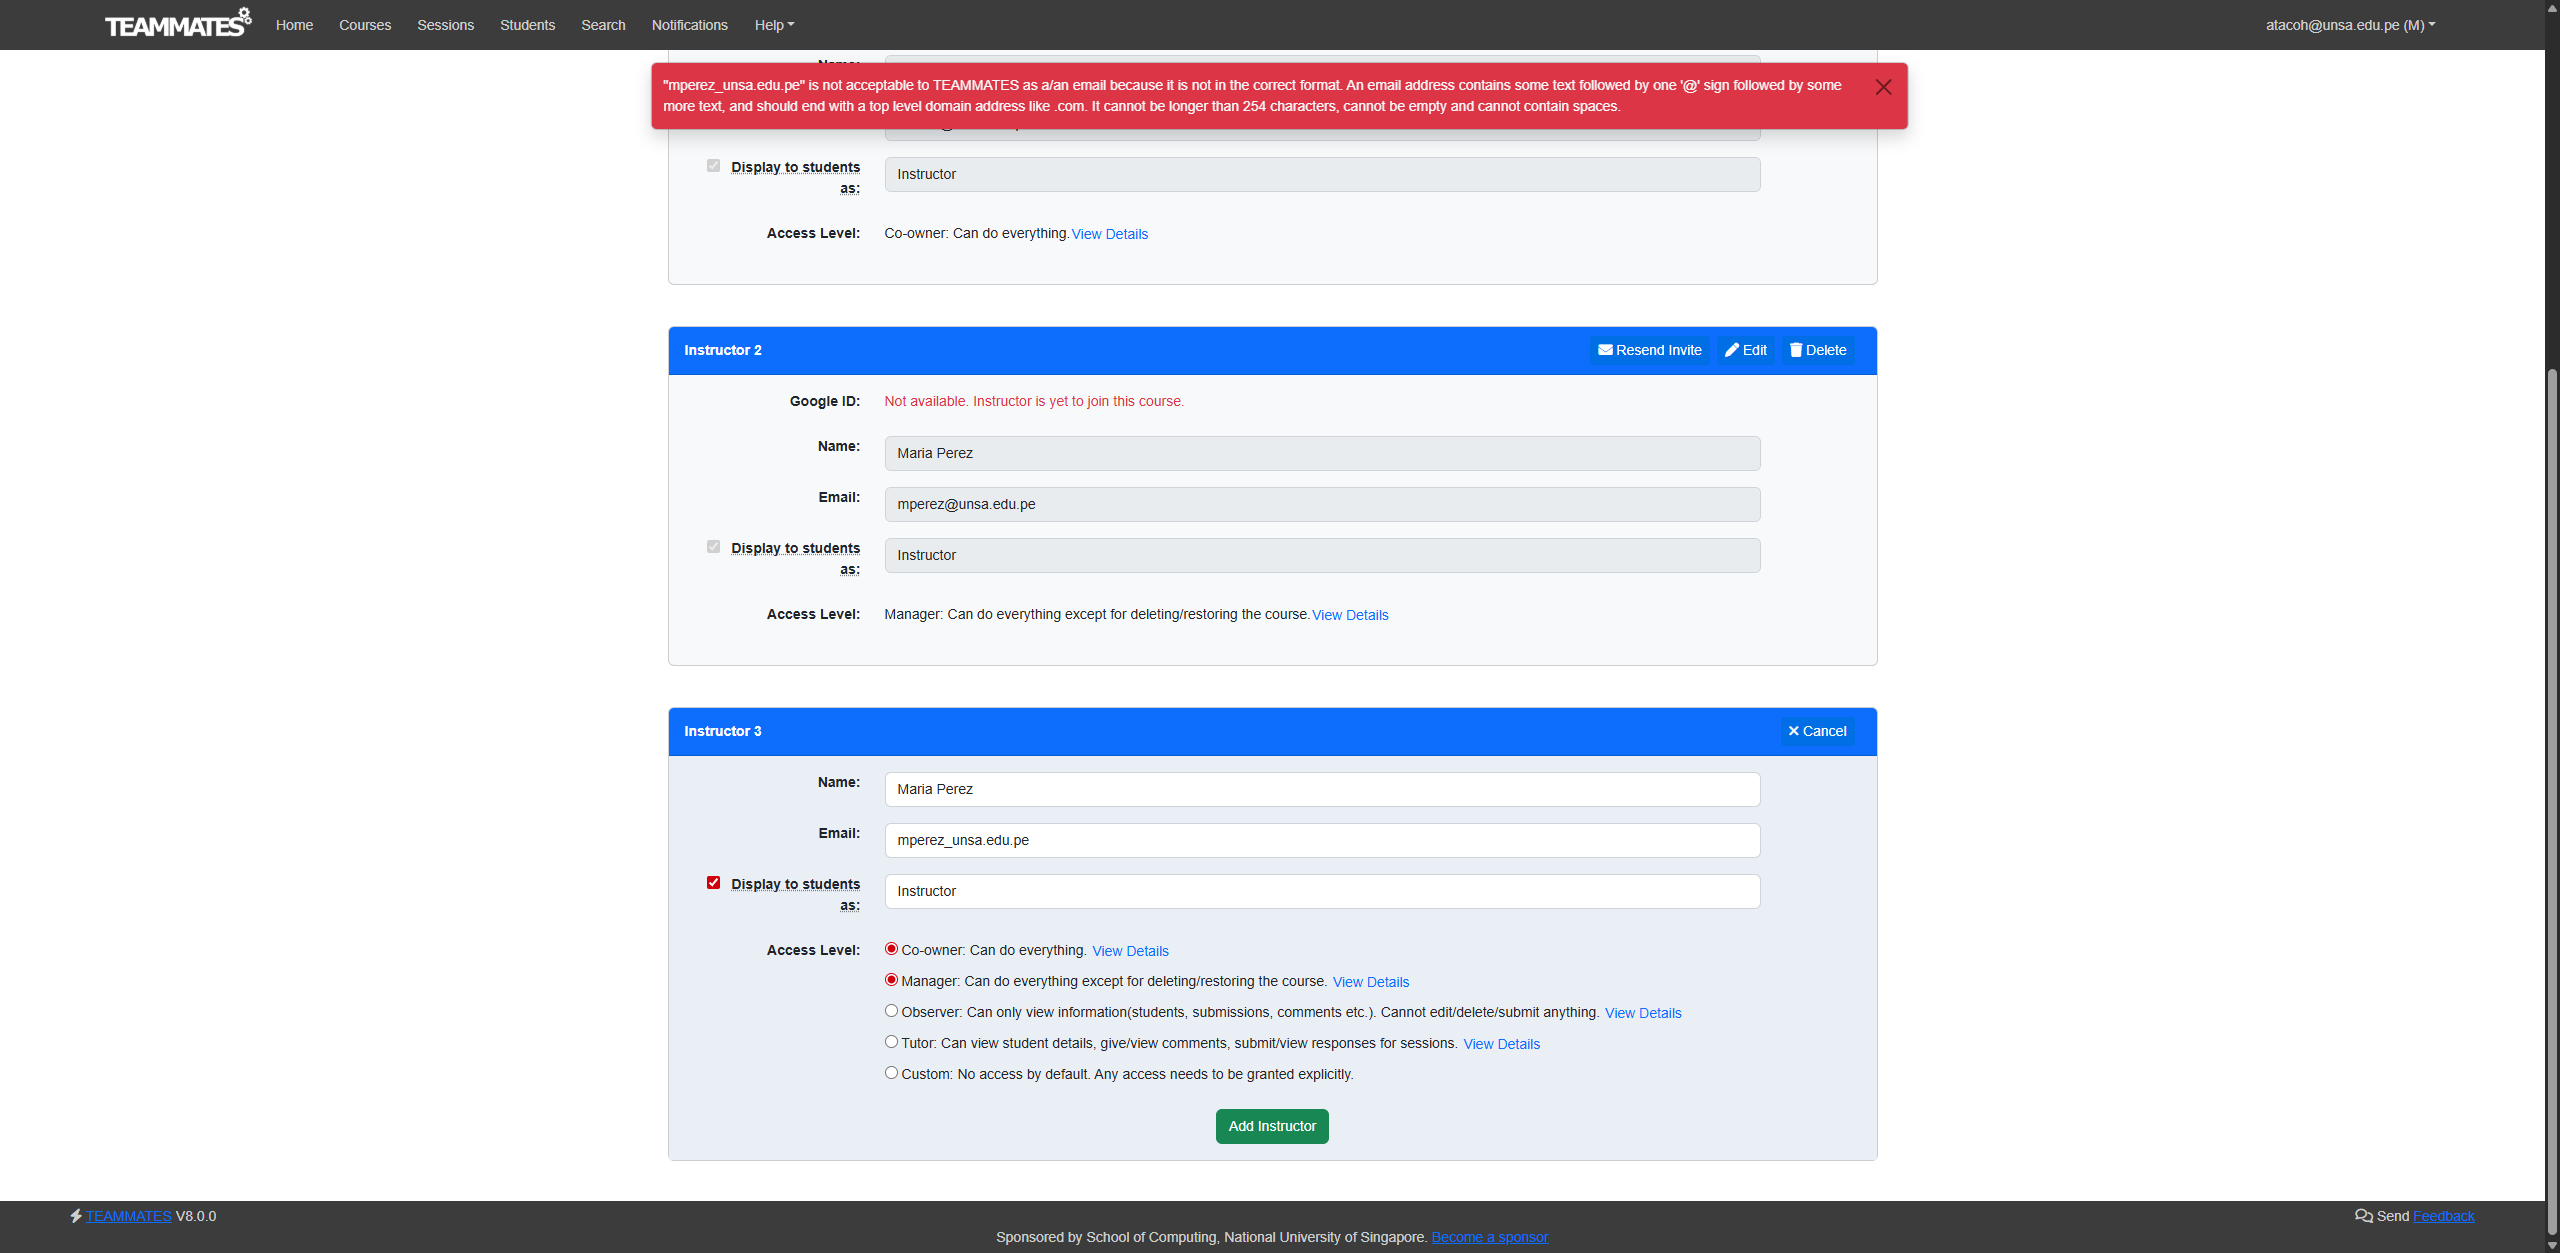 TEAMMATES Home Courses Sessions Students Search Notifications Help atacoh@unsa.edu.pe (M)
"mperez_unsa.edu.pe" is not acceptable to TEAMMATES as a/an email because it is not in the correct format. An email address contains some text followed by one '@' sign followed by some
more text, and should end with a top level domain address like .com. It cannot be longer than 254 characters, cannot be empty and cannot contain spaces.
Display to students as: Instructor
Access Level: Co-owner: Can do everything. View Details
Instructor 2 Resend Invite Edit Delete
Google ID: Not available. Instructor is yet to join this course.
Name: Maria Perez
Email: mperez@unsa.edu.pe
Display to students as: Instructor
Access Level: Manager: Can do everything except for deleting/restoring the course. View Details
Instructor 3 Cancel
Name: Maria Perez
Email: mperez_unsa.edu.pe
Display to students as: Instructor
Access Level: Co-owner: Can do everything. View Details
Manager: Can do everything except for deleting/restoring the course. View Details
Observer: Can only view information(students, submissions, comments etc.). Cannot edit/delete/submit anything. View Details
Tutor: Can view student details, give/view comments, submit/view responses for sessions. View Details
Custom: No access by default. Any access needs to be granted explicitly.
Add Instructor
TEAMMATES V8.0.0 Send Feedback
Sponsored by School of Computing, National University of Singapore. Become a sponsor